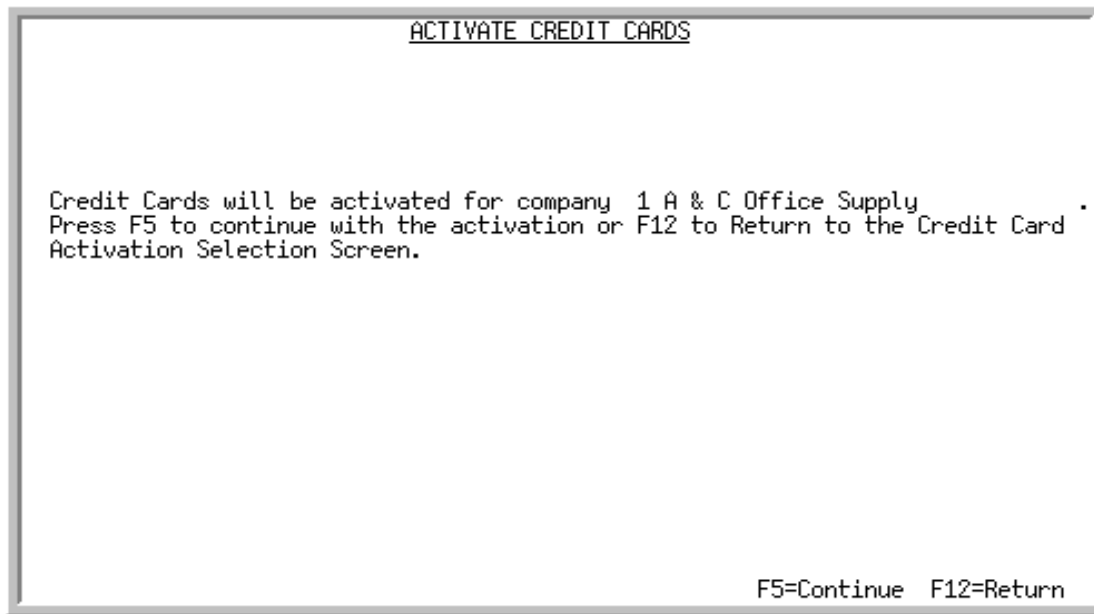 ACTIVATE CREDIT CARDS
Credit Cards will be activated for company  1 A & C Office Supply             .
Press F5 to continue with the activation or F12 to Return to the Credit Card
Activation Selection Screen.
F5=Continue  F12=Return